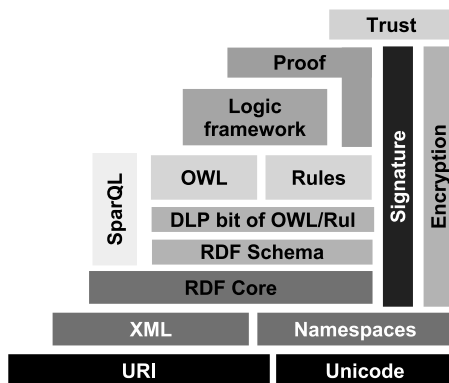 Trust
Proof
Logic
framework
Signature
Encryption
SparQL
OWL
Rules
DLP bit of OWL/Rul
RDF Schema
RDF Core
XML
Namespaces
URI
Unicode